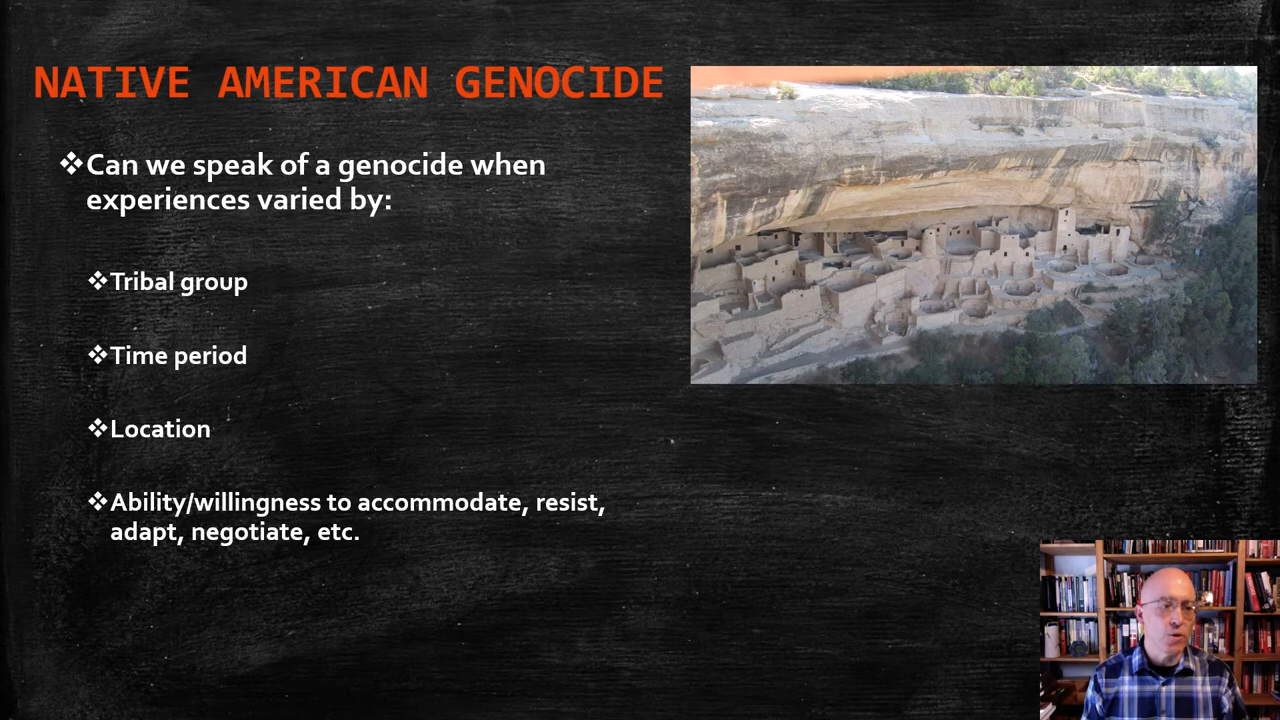 NATIVE AMERICAN GENOCIDE
❖Can we speak of a genocide when
experiences varied by:
❖Tribal group
❖Time period
❖Location
❖Ability/willingness to accommodate, resist,
adapt, negotiate, etc.